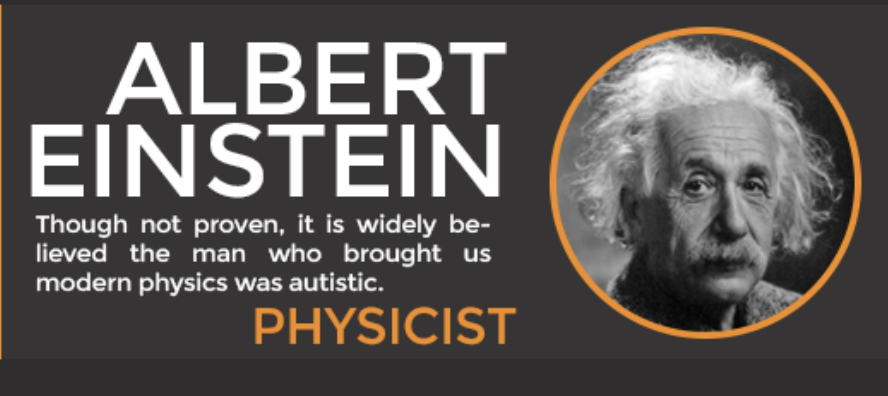 ALBERT
EINSTEIN
Though not proven, it is widely be-
lieved the man who brought us
modern physics was autistic.
PHYSICIST